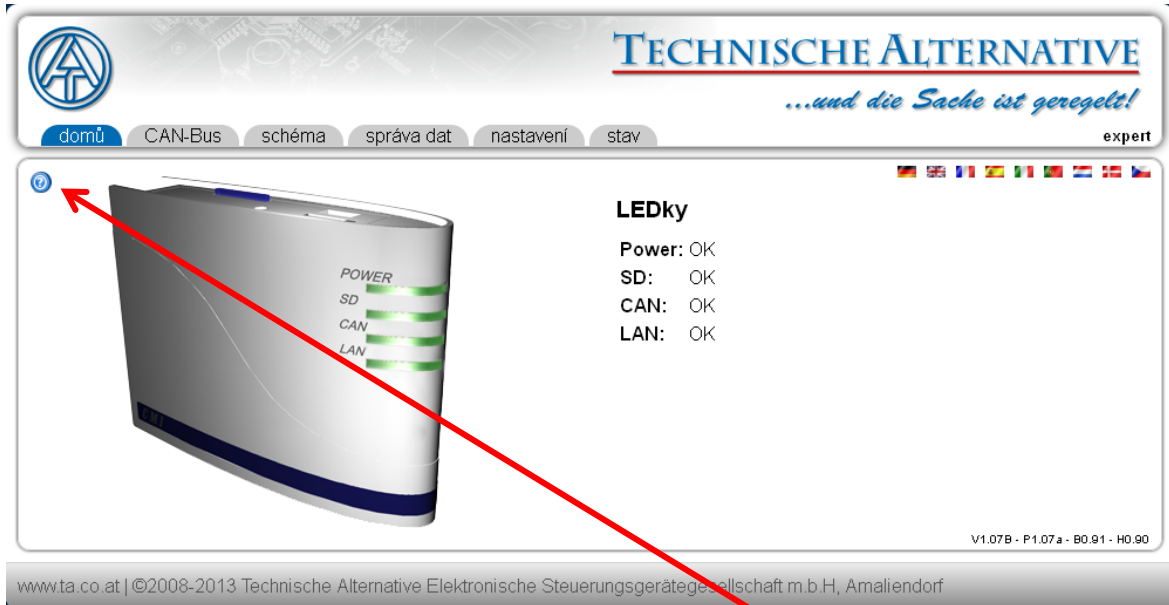 TECHNISCHE ALTERNATIVE
...und die Sache ist geregelt!
domů CAN-Bus schéma správa dat nastavení stav
expert
LEDky
Power: OK
SD: OK
CAN: OK
LAN: OK
POWER
SD
CAN
LAN
CMI
V1.07B - P1.07a - B0.91 - H0.90
www.ta.co.at | ©2008-2013 Technische Alternative Elektronische Steuerungsgerätegesellschaft m.b.H, Amaliendorf